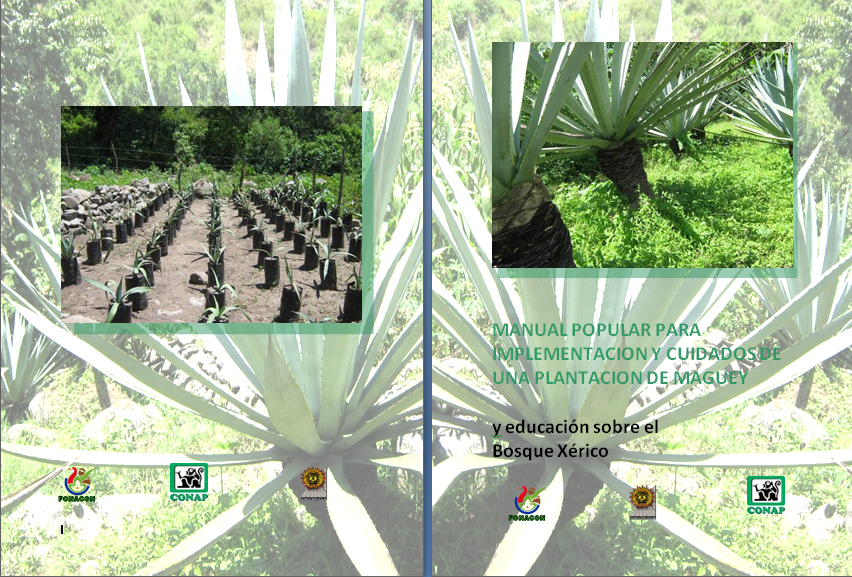 FONACON
CONAP
MANUAL POPULAR PARA
IMPLEMENTACION Y CUIDADOS DE
UNA PLANTACION DE MAGUEY
y educación sobre el
Bosque Xérico
FONACON
CONAP